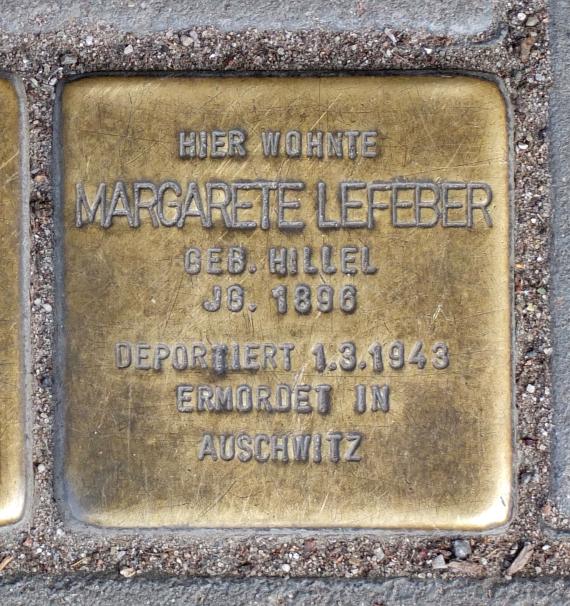 HIER WOHNTE
MARGARETE LEFEBER
GEB. HILLEL
JG. 1896
DEPORTIERT 1.3.1943
ERMORDET IN
AUSCHWITZ